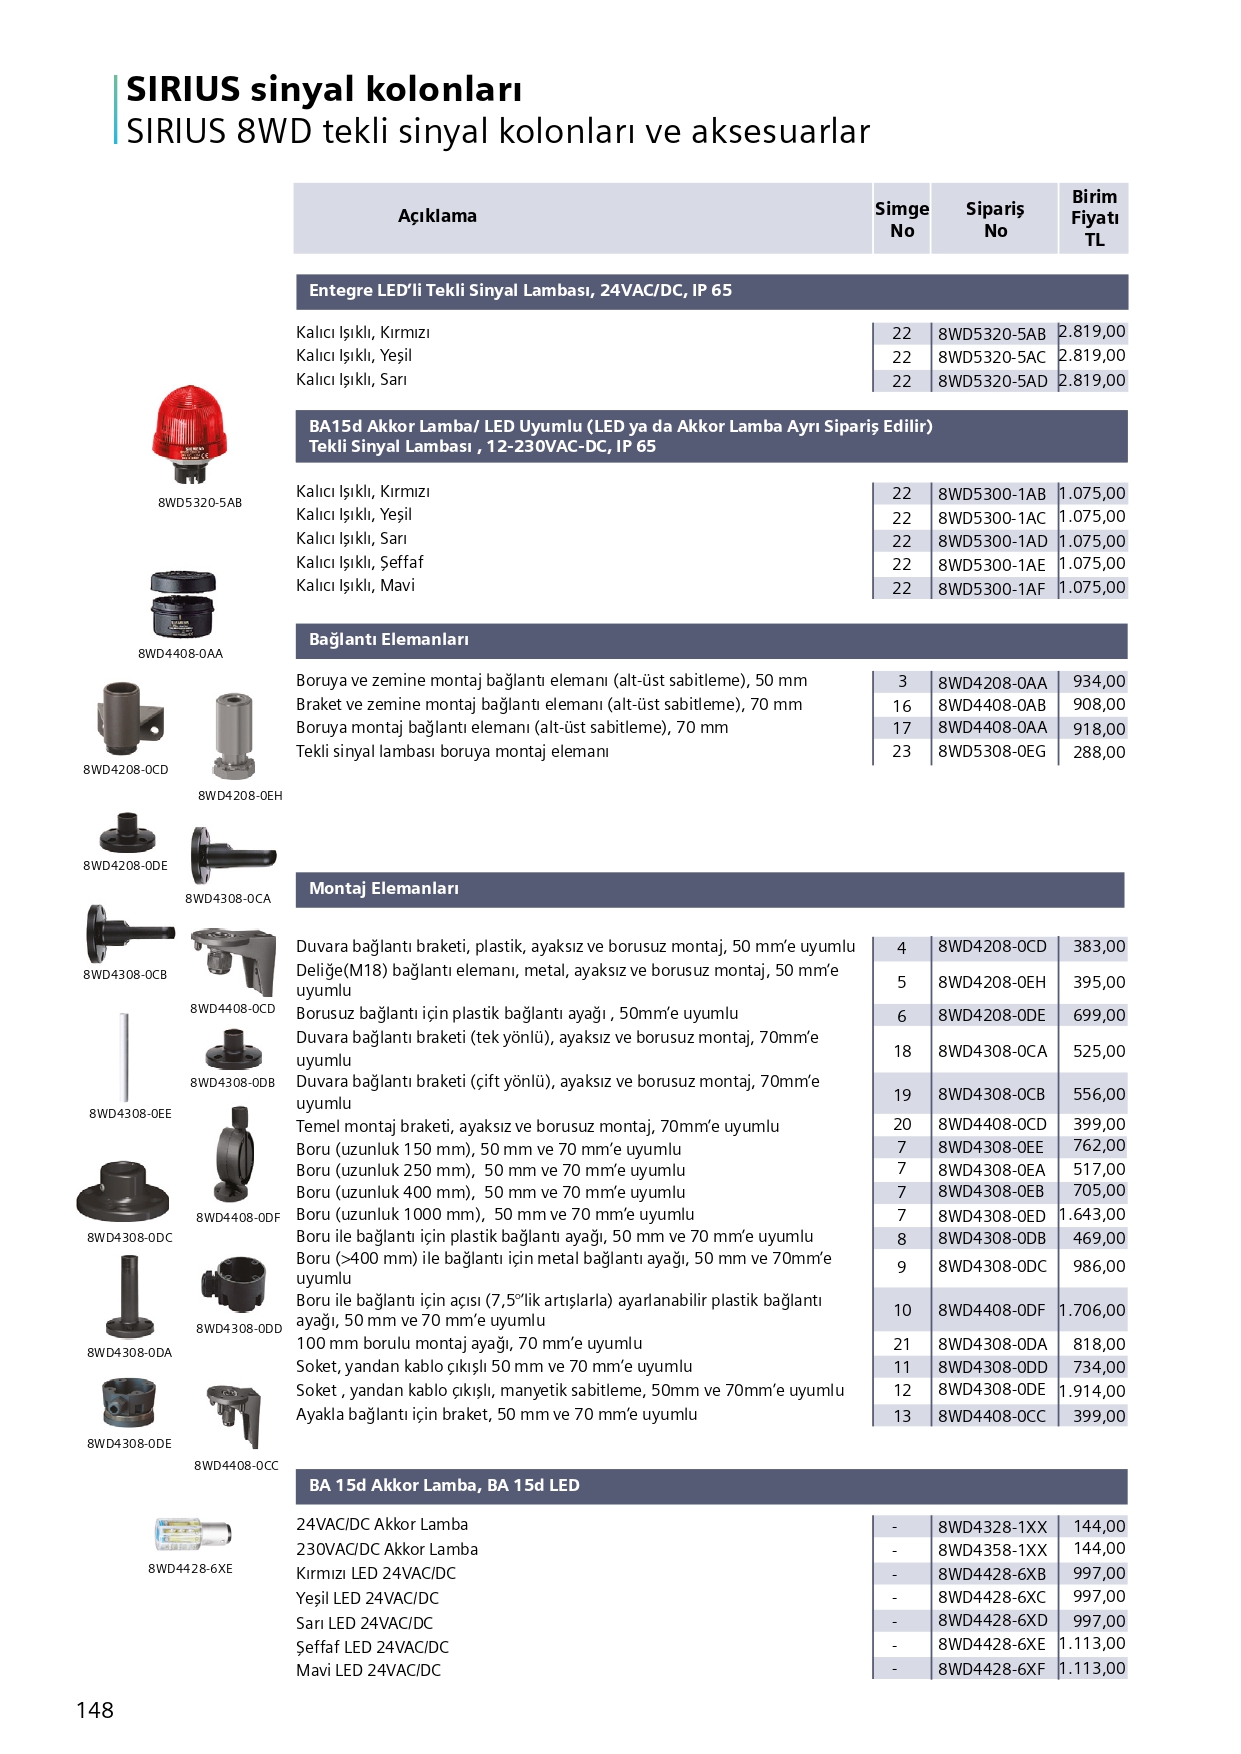 SIRIUS sinyal kolonları
SIRIUS 8WD tekli sinyal kolonları ve aksesuarlar
Açıklama
Simge No
Sipariş No
Birim Fiyatı TL
Entegre LED’li Tekli Sinyal Lambası, 24VAC/DC, IP 65
Kalıcı Işıklı, Kırmızı 22 8WD5320-5AB 2.819,00
Kalıcı Işıklı, Yeşil 22 8WD5320-5AC 2.819,00
Kalıcı Işıklı, Sarı 22 8WD5320-5AD 2.819,00
8WD5320-5AB
BA15d Akkor Lamba/ LED Uyumlu (LED ya da Akkor Lamba Ayrı Sipariş Edilir)
Tekli Sinyal Lambası , 12-230VAC-DC, IP 65
Kalıcı Işıklı, Kırmızı 22 8WD5300-1AB 1.075,00
Kalıcı Işıklı, Yeşil 22 8WD5300-1AC 1.075,00
Kalıcı Işıklı, Sarı 22 8WD5300-1AD 1.075,00
Kalıcı Işıklı, Şeffaf 22 8WD5300-1AE 1.075,00
Kalıcı Işıklı, Mavi 22 8WD5300-1AF 1.075,00
8WD4408-0AA
Bağlantı Elemanları
Boruya ve zemine montaj bağlantı elemanı (alt-üst sabitleme), 50 mm 3 8WD4208-0AA 934,00
Braket ve zemine montaj bağlantı elemanı (alt-üst sabitleme), 70 mm 16 8WD4408-0AB 908,00
Boruya montaj bağlantı elemanı (alt-üst sabitleme), 70 mm 17 8WD4408-0AA 918,00
Tekli sinyal lambası boruya montaj elemanı 23 8WD5308-0EG 288,00
8WD4208-0CD
8WD4208-0EH
8WD4208-0DE
8WD4308-0CA
8WD4308-0CB
8WD4408-0CD
8WD4308-0DB
8WD4308-0EE
8WD4408-0DF
8WD4308-0DC
8WD4308-0DD
8WD4308-0DA
8WD4308-0DE
8WD4408-0CC
Montaj Elemanları
Duvara bağlantı braketi, plastik, ayaksız ve borusuz montaj, 50 mm’e uyumlu 4 8WD4208-0CD 383,00
Deliğe(M18) bağlantı elemanı, metal, ayaksız ve borusuz montaj, 50 mm’e
uyumlu 5 8WD4208-0EH 395,00
Borusuz bağlantı için plastik bağlantı ayağı , 50mm’e uyumlu 6 8WD4208-0DE 699,00
Duvara bağlantı braketi (tek yönlü), ayaksız ve borusuz montaj, 70mm’e
uyumlu 18 8WD4308-0CA 525,00
Duvara bağlantı braketi (çift yönlü), ayaksız ve borusuz montaj, 70mm’e
uyumlu 19 8WD4308-0CB 556,00
Temel montaj braketi, ayaksız ve borusuz montaj, 70mm’e uyumlu 20 8WD4408-0CD 399,00
Boru (uzunluk 150 mm), 50 mm ve 70 mm’e uyumlu 7 8WD4308-0EE 762,00
Boru (uzunluk 250 mm), 50 mm ve 70 mm’e uyumlu 7 8WD4308-0EA 517,00
Boru (uzunluk 400 mm), 50 mm ve 70 mm’e uyumlu 7 8WD4308-0EB 705,00
Boru (uzunluk 1000 mm), 50 mm ve 70 mm’e uyumlu 7 8WD4308-0ED 1.643,00
Boru ile bağlantı için plastik bağlantı ayağı, 50 mm ve 70 mm’e uyumlu 8 8WD4308-0DB 469,00
Boru (>400 mm) ile bağlantı için metal bağlantı ayağı, 50 mm ve 70mm’e
uyumlu 9 8WD4308-0DC 986,00
Boru ile bağlantı için açısı (7,5°’lik artışlarla) ayarlanabilir plastik bağlantı
ayağı, 50 mm ve 70 mm’e uyumlu 10 8WD4408-0DF 1.706,00
100 mm borulu montaj ayağı, 70 mm’e uyumlu 21 8WD4308-0DA 818,00
Soket, yandan kablo çıkışlı 50 mm ve 70 mm’e uyumlu 11 8WD4308-0DD 734,00
Soket , yandan kablo çıkışlı, manyetik sabitleme, 50mm ve 70mm’e uyumlu 12 8WD4308-0DE 1.914,00
Ayakla bağlantı için braket, 50 mm ve 70 mm’e uyumlu 13 8WD4408-0CC 399,00
BA 15d Akkor Lamba, BA 15d LED
24VAC/DC Akkor Lamba - 8WD4328-1XX 144,00
230VAC/DC Akkor Lamba - 8WD4358-1XX 144,00
Kırmızı LED 24VAC/DC - 8WD4428-6XB 997,00
Yeşil LED 24VAC/DC - 8WD4428-6XC 997,00
Sarı LED 24VAC/DC - 8WD4428-6XD 997,00
Şeffaf LED 24VAC/DC - 8WD4428-6XE 1.113,00
Mavi LED 24VAC/DC - 8WD4428-6XF 1.113,00
8WD4428-6XE
148